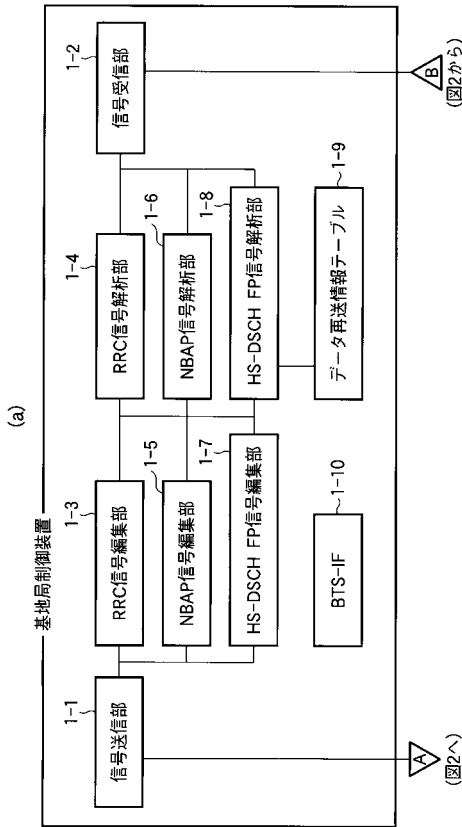 (a)
基地局制御装置
1-1
信号送信部
1-3
RRC信号編集部
1-4
RRC信号解析部
1-2
信号受信部
1-5
NBAP信号編集部
1-6
NBAP信号解析部
1-7
HS-DSCH FP信号編集部
1-8
HS-DSCH FP信号解析部
1-10
BTS-IF
1-9
データ再送情報テーブル
A
(図2へ)
B
(図2から)